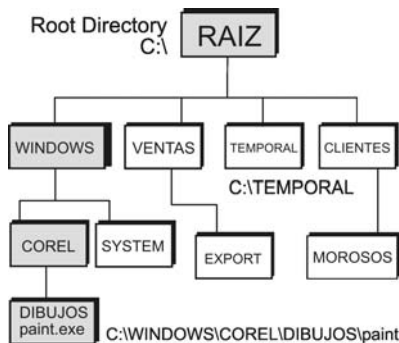 Root Directory
C:\
RAIZ
WINDOWS
VENTAS
TEMPORAL
CLIENTES
C:\TEMPORAL
COREL
SYSTEM
EXPORT
MOROSOS
DIBUJOS
paint.exe
C:\WINDOWS\COREL\DIBUJOS\paint